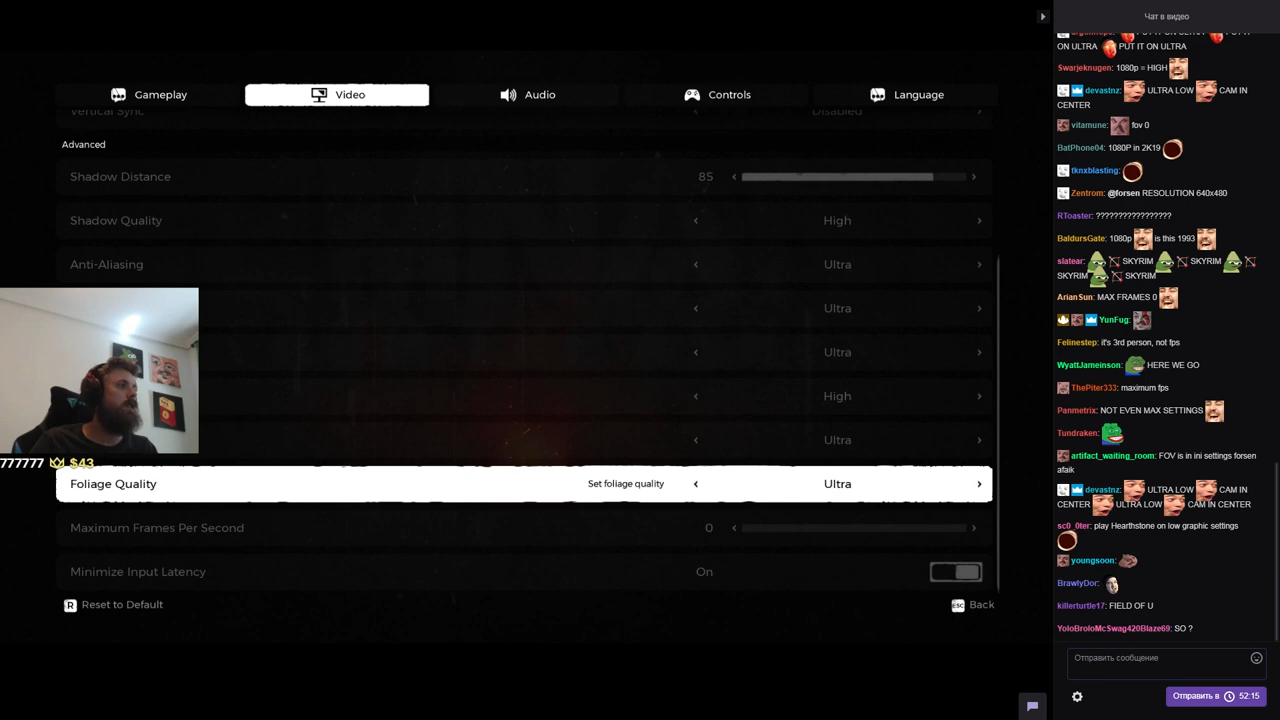 Gameplay
Video
Audio
Controls
Language
Vertical Sync
Disabled
Advanced
Shadow Distance
85
Shadow Quality
High
Anti-Aliasing
Ultra
Ultra
Ultra
High
Ultra
777777 $43
Foliage Quality
Set foliage quality
Ultra
Maximum Frames Per Second
0
Minimize Input Latency
On
R Reset to Default
ESC Back
Чат в видео
ON ULTRA PUT IT ON ULTRA
Swarjeknugen: 1080p = HIGH
devastnz: ULTRA LOW CAM IN
CENTER
vitamune: fov 0
BatPhone04: 1080P in 2K19
tknxblasting:
Zentrom: @forsen RESOLUTION 640x480
RToaster: ?????????????????
BaldursGate: 1080p is this 1993
slatear: SKYRIM SKYRIM
SKYRIM SKYRIM
ArianSun: MAX FRAMES 0
YunFug:
Felinestep: it's 3rd person, not fps
WyattJameinson: HERE WE GO
ThePiter333: maximum fps
Panmetrix: NOT EVEN MAX SETTINGS
Tundraken:
artifact_waiting_room: FOV is in ini settings forsen
afaik
devastnz: ULTRA LOW CAM IN
CENTER ULTRA LOW CAM IN CENTER
sc0_0ter: play Hearthstone on low graphic settings
youngsoon:
BrawlyDor:
killerturtle17: FIELD OF U
YoloBroloMcSwag420Blaze69: SO ?
Отправить сообщение
Отправить в 52:15